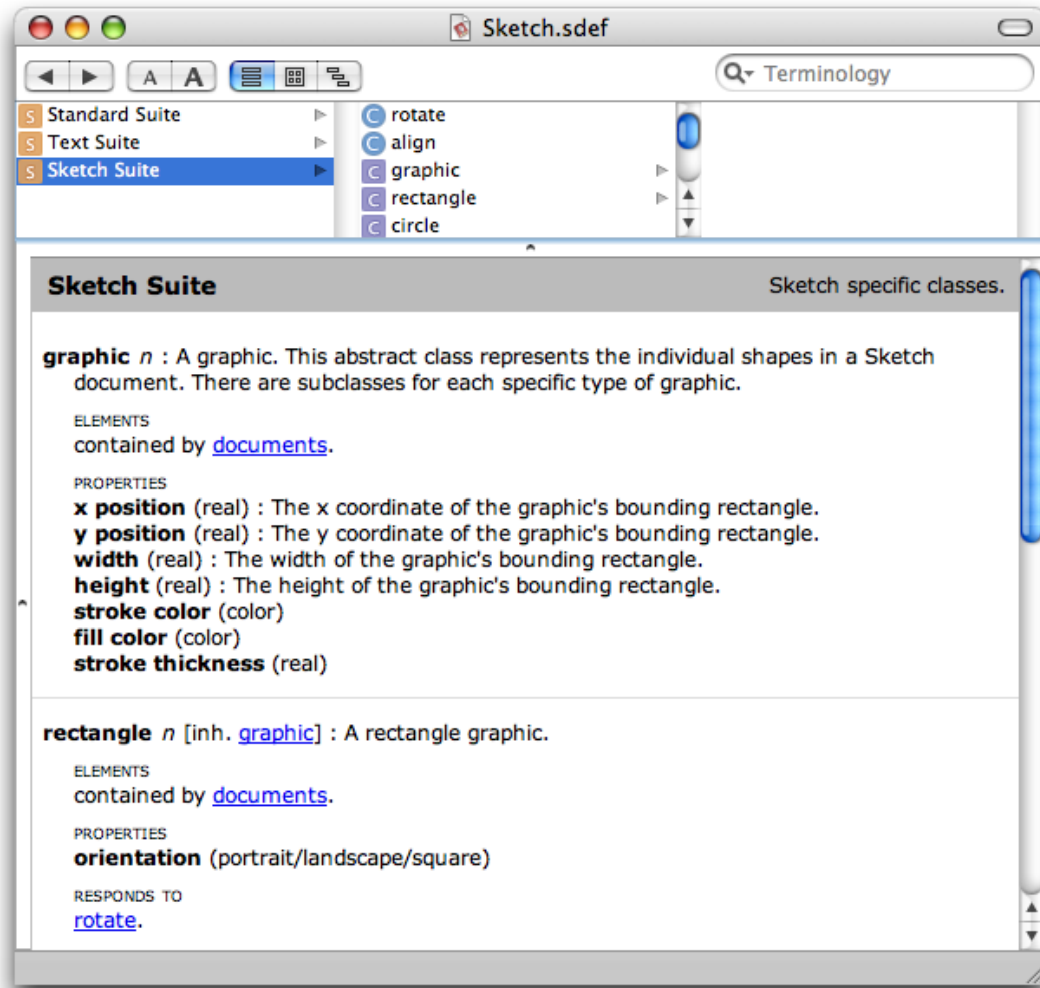 Sketch.sdef
A A
Terminology
S Standard Suite
S Text Suite
S Sketch Suite
C rotate
C align
C graphic
C rectangle
C circle
Sketch Suite Sketch specific classes.
graphic n : A graphic. This abstract class represents the individual shapes in a Sketch
document. There are subclasses for each specific type of graphic.
ELEMENTS
contained by documents.
PROPERTIES
x position (real) : The x coordinate of the graphic's bounding rectangle.
y position (real) : The y coordinate of the graphic's bounding rectangle.
width (real) : The width of the graphic's bounding rectangle.
height (real) : The height of the graphic's bounding rectangle.
stroke color (color)
fill color (color)
stroke thickness (real)
rectangle n [inh. graphic] : A rectangle graphic.
ELEMENTS
contained by documents.
PROPERTIES
orientation (portrait/landscape/square)
RESPONDS TO
rotate.